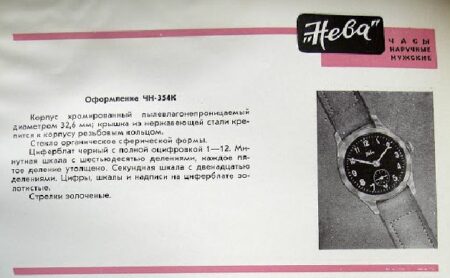 "Нева"
ЧАСЫ
НАРУЧНЫЕ
МУЖСКИЕ
Оформление ЧН-354К
Корпус хромированный пылевлагонепроницаемый
диаметром 32,6 мм; крышка из нержавеющей стали кре-
пится к корпусу резьбовым кольцом.
Стекло органическое сферической формы.
Циферблат черный с полной оцифровкой 1—12. Ми-
нутная шкала с шестьюдесятью делениями, каждое пя-
тое деление утолщено. Секундная шкала с двенадцатью
делениями. Цифры, шкалы и надписи на циферблате зо-
лотистые.
Стрелки золоченые.